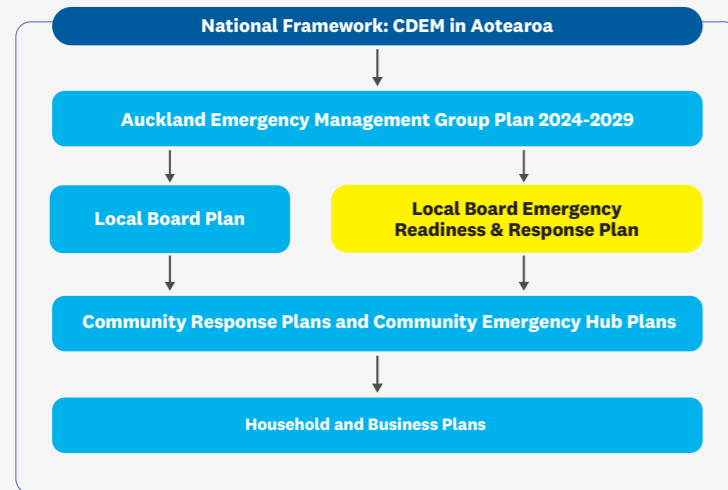 National Framework: CDEM in Aotearoa
Auckland Emergency Management Group Plan 2024-2029
Local Board Plan
Local Board Emergency
Readiness & Response Plan
Community Response Plans and Community Emergency Hub Plans
Household and Business Plans